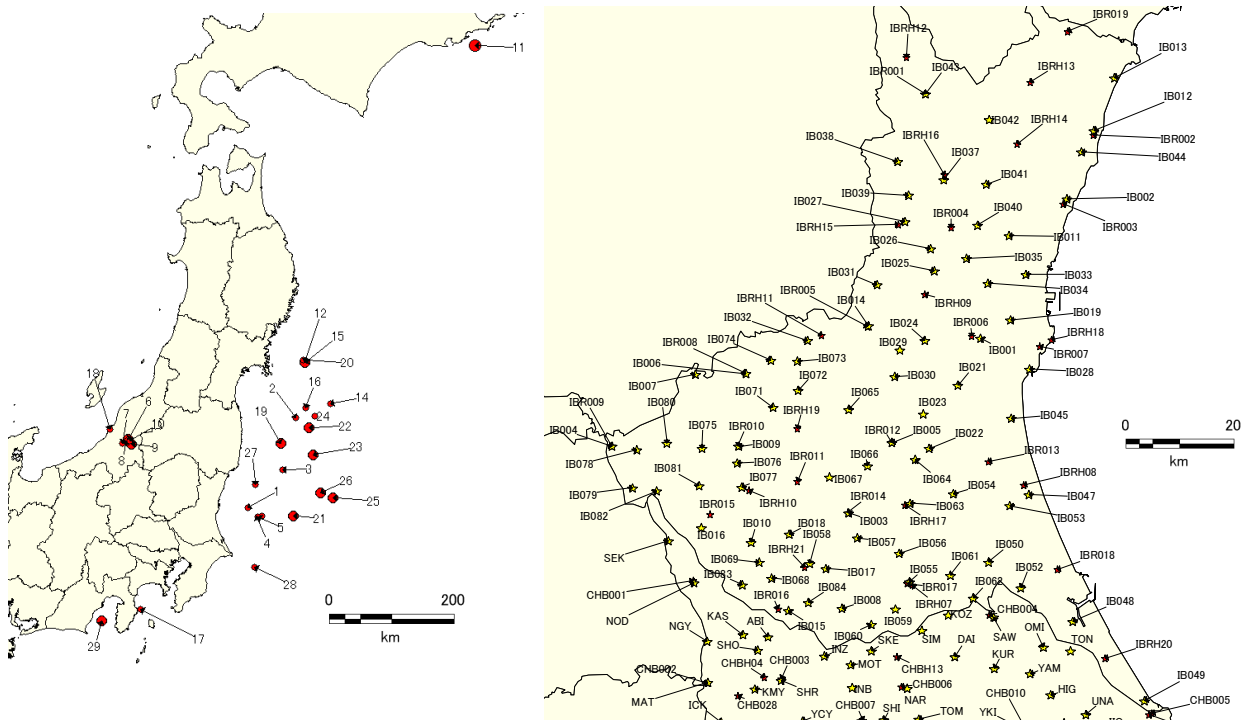 11
12
15
20
18
7
6
10
8
9
2
16
14
24
19
22
23
3
27
1
26
25
21
5
4
28
17
29
0 200
km
IBRH12
IBR019
IBR001
IB043
IBRH13
IB013
IB012
IBR002
IB042
IBRH14
IB044
IB038
IBRH16
IB037
IB041
IB039
IB002
IB027
IBR004
IB040
IBRH15
IBR003
IB026
IB011
IB035
IB025
IB031
IB033
IB034
IBR005
IB014
IBRH11
IBRH09
IB032
IB024
IBR006
IB019
IB074
IB029
IB001
IBRH18
IBR007
IBR008
IB006
IB073
IB007
IB072
IB030
IB021
IB028
IB071
IB065
IBR009
IB080
IB023
IB045
IB004
IB075
IBR010
IBRH19
IBR012
IB005
IB022
IB009
IBR013
IB078
IB076
IB066
IB064
IB081
IB077
IBR011
IB067
IB054
IBRH08
IB079
IBRH10
IB047
IB082
IBR015
IBR014
IB063
IB053
IB003
IBRH17
IB016
IB010
IB018
IB057
IB056
SEK
IB058
IBRH21
IB061
IB050
IB069
IB083
IB017
IB055
IB052
IBR018
CHB001
IB068
IB084
IBR017
IB062
NOD
IBR016
IBRH07
CHB004
IB048
IB008
KAS
ABI
IB015
IB059
KOZ
SAW
NGY
IB060
SIM
OMI
TON
SHO
INZ
SKE
DAI
KUR
CHB002
CHBH04
CHB003
MOT
CHBH13
YAM
IBRH20
MAT
KMY
SHR
INB
CHB006
CHB010
HIG
IB049
ICK
CHB028
NAR
UNA
CHB005
YCY
CHB007
SHI
TOM
YKI
0 20
km